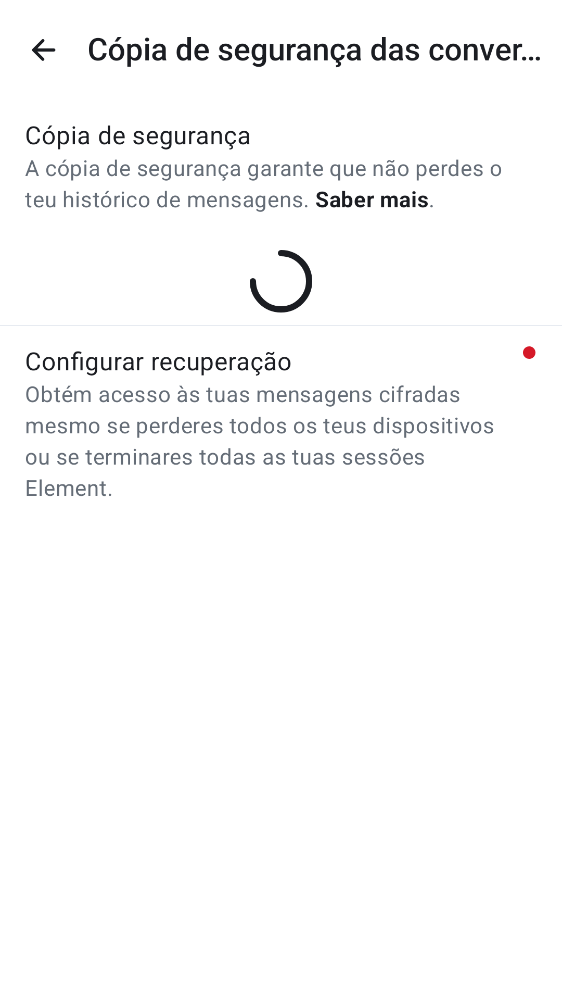 Cópia de segurança das conver...
Cópia de segurança
A cópia de segurança garante que não perdes o
teu histórico de mensagens. Saber mais.
Configurar recuperação
Obtém acesso às tuas mensagens cifradas
mesmo se perderes todos os teus dispositivos
ou se terminares todas as tuas sessões
Element.